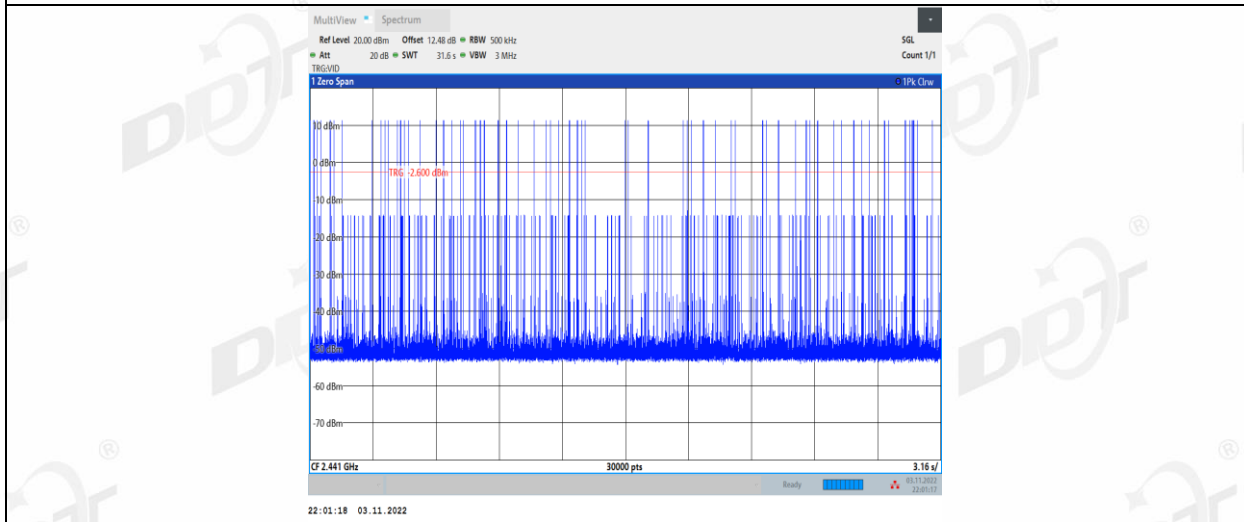 MultiView Spectrum
Ref Level 20.00 dBm Offset 12.48 dB RBW 500 kHz SGL
Att 20 dB SWT 31.6 s VBW 3 MHz Count 1/1
TRG:VID
1 Zero Span 1Pk Clrw
10 dBm
0 dBm
TRG -2.600 dBm
-10 dBm
-20 dBm
-30 dBm
-40 dBm
-50 dBm
-60 dBm
-70 dBm
CF 2.441 GHz 30000 pts 3.16 s/
Ready 03.11.2022
22:01:17
22:01:18 03.11.2022
DDT®